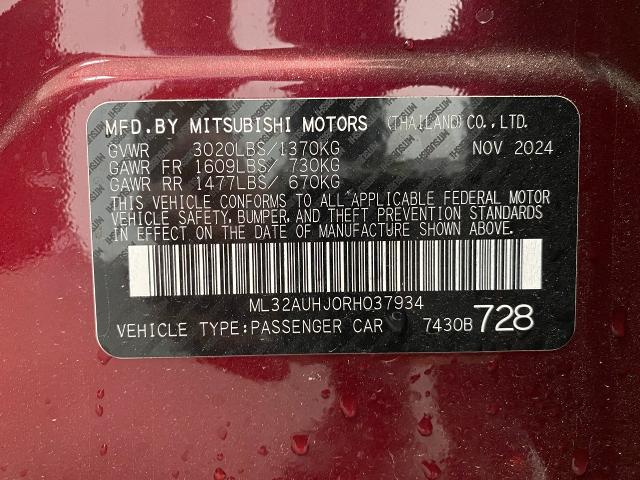 MFD.BY MITSUBISHI MOTORS (THAILAND)CO.,LTD.
GVWR 3020LBS/1370KG NOV 2024
GAWR FR 1609LBS/ 730KG
GAWR RR 1477LBS/ 670KG
THIS VEHICLE CONFORMS TO ALL APPLICABLE FEDERAL MOTOR
VEHICLE SAFETY, BUMPER, AND THEFT PREVENTION STANDARDS
IN EFFECT ON THE DATE OF MANUFACTURE SHOWN ABOVE.
ML32AUHJ0RH037934
VEHICLE TYPE:PASSENGER CAR 7430B 728